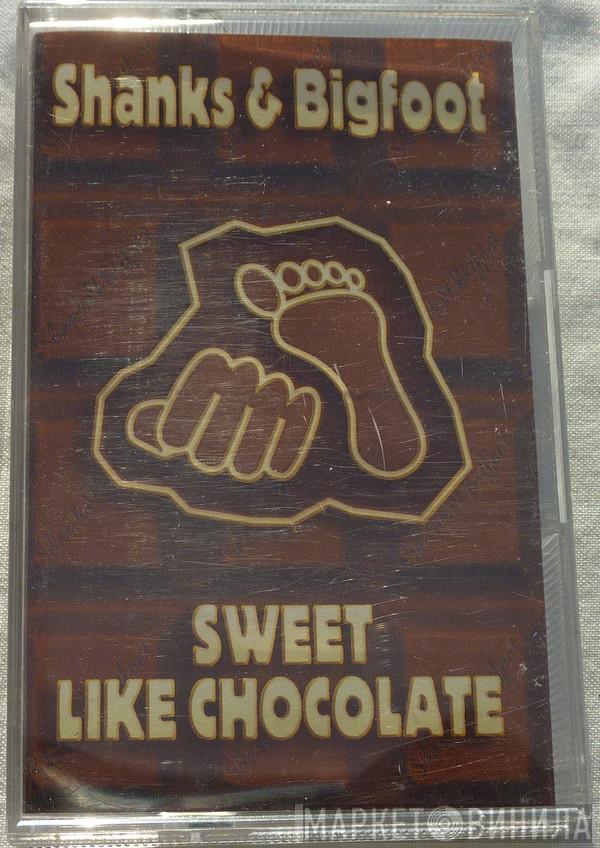 Shanks & Bigfoot
SWEET
LIKE CHOCOLATE
МАРКЕТ ВИНИЛА